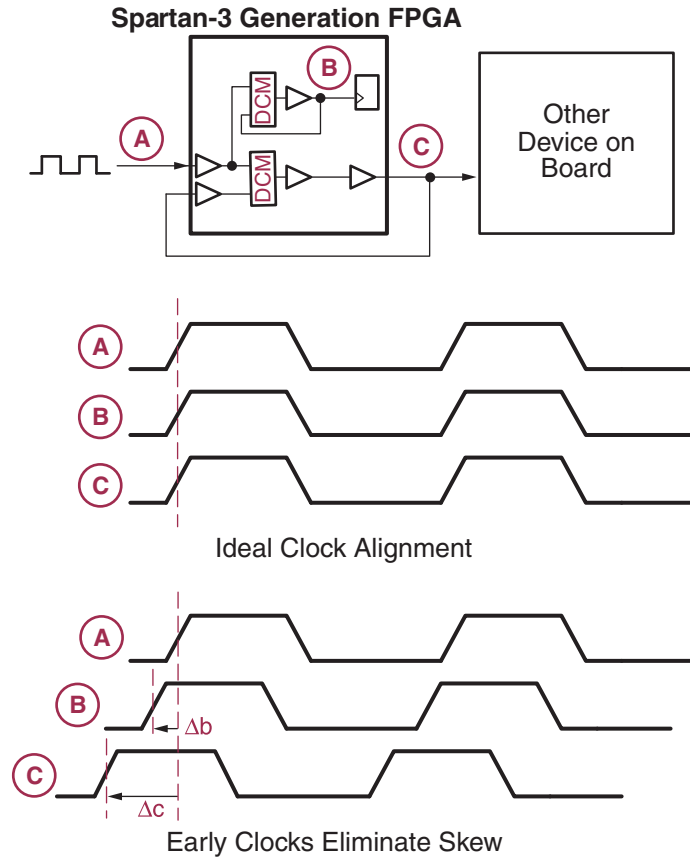 Spartan-3 Generation FPGA
B
DCM
A
C
DCM
Other
Device on
Board
A
B
C
Ideal Clock Alignment
A
B
Δb
C
Δc
Early Clocks Eliminate Skew